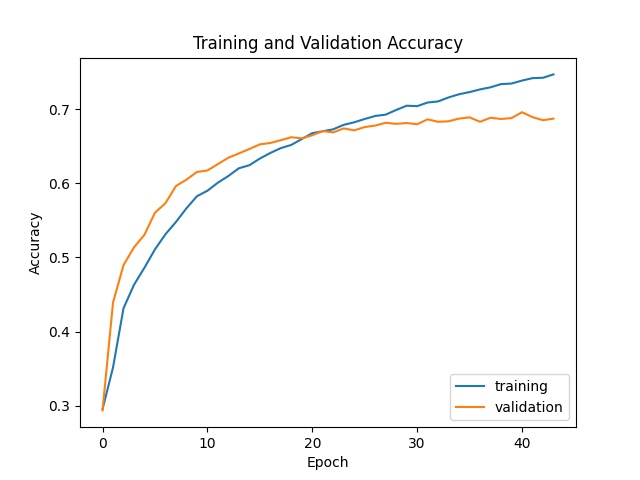 Training and Validation Accuracy
Accuracy
0.7
0.6
0.5
0.4
0.3
training
validation
0 10 20 30 40
Epoch